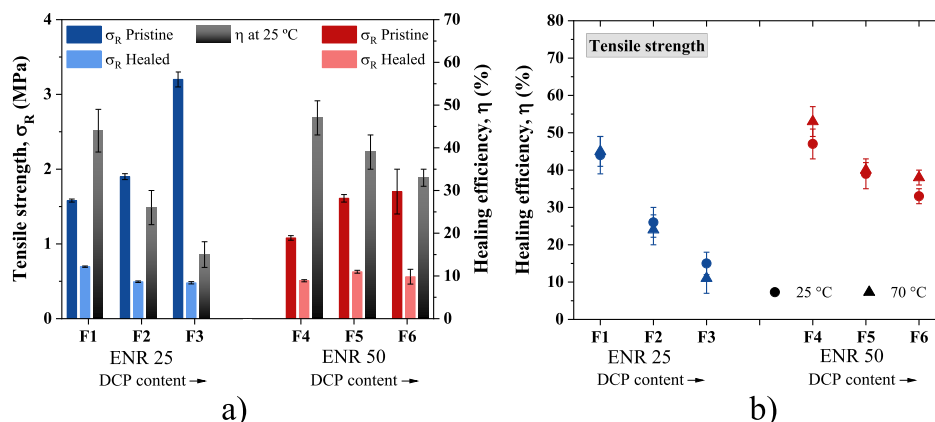 Tensile strength, σR (MPa)
4
3
2
1
0
σR Pristine
σR Healed
η at 25 ºC
σR Pristine
σR Healed
70
60
50
40
30
20
10
0
Healing efficiency, η (%)
F1 F2 F3 F4 F5 F6
ENR 25 ENR 50
DCP content → DCP content →
a)
Healing efficiency, η (%)
80
70
60
50
40
30
20
10
0
Tensile strength
25 °C 70 °C
F1 F2 F3 F4 F5 F6
ENR 25 ENR 50
DCP content → DCP content →
b)